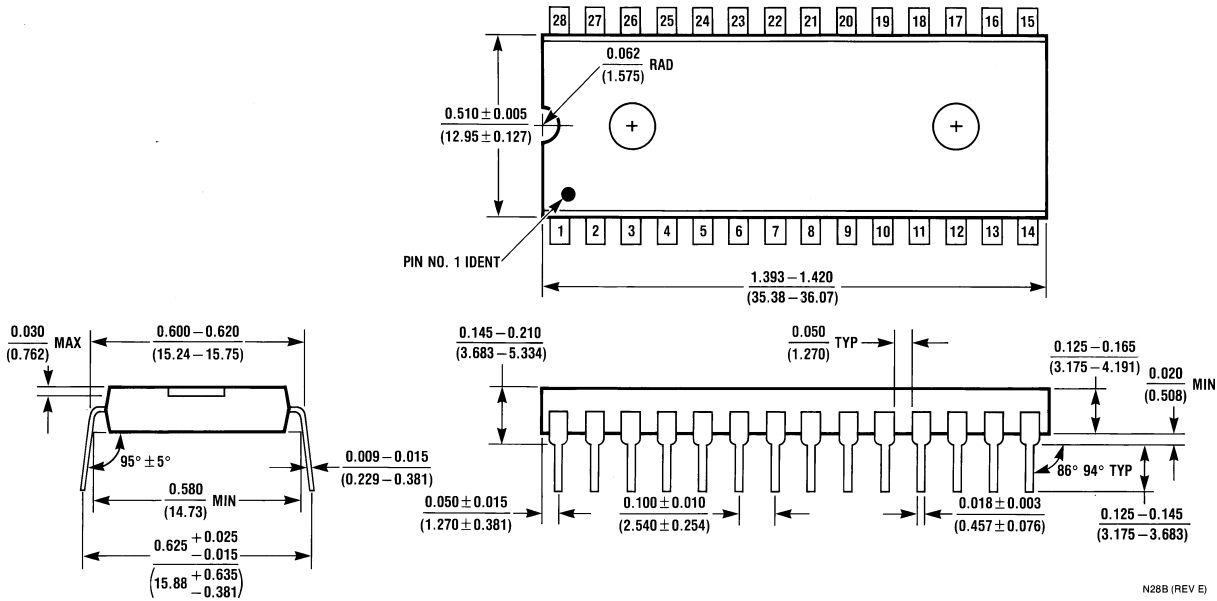 28 27 26 25 24 23 22 21 20 19 18 17 16 15
0.062
(1.575)
RAD
0.510 ± 0.005
(12.95 ± 0.127)
PIN NO. 1 IDENT
1 2 3 4 5 6 7 8 9 10 11 12 13 14
1.393 – 1.420
(35.38 – 36.07)
0.030
(0.762)
MAX
0.600 – 0.620
(15.24 – 15.75)
95° ± 5°
0.009 – 0.015
(0.229 – 0.381)
0.580
(14.73)
MIN
0.625 + 0.025
– 0.015
(15.88 + 0.635
– 0.381)
0.145 – 0.210
(3.683 – 5.334)
0.050
(1.270)
TYP
0.125 – 0.165
(3.175 – 4.191)
0.020
(0.508)
MIN
86° 94° TYP
0.050 ± 0.015
(1.270 ± 0.381)
0.100 ± 0.010
(2.540 ± 0.254)
0.018 ± 0.003
(0.457 ± 0.076)
0.125 - 0.145
(3.175 - 3.683)
N28B (REV E)